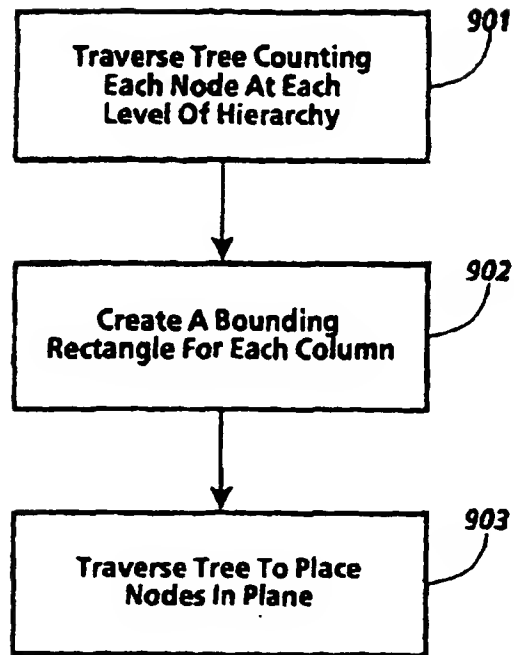 901
Traverse Tree Counting
Each Node At Each
Level Of Hierarchy
902
Create A Bounding
Rectangle For Each Column
903
Traverse Tree To Place
Nodes In Plane